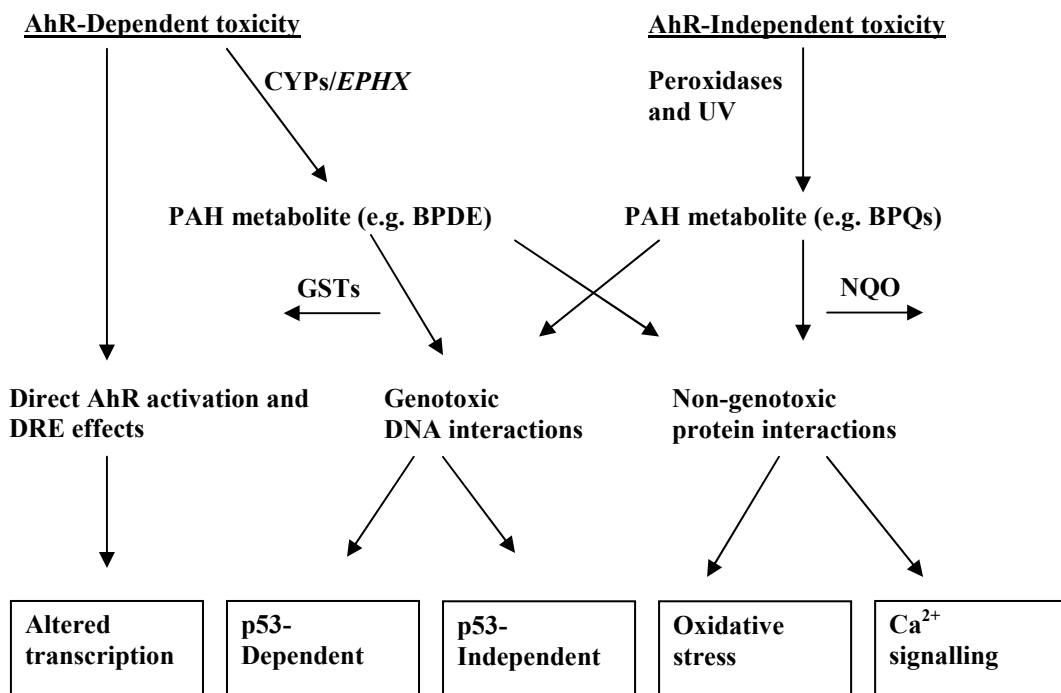 AhR-Dependent toxicity
AhR-Independent toxicity
CYPs/EPHX
Peroxidases
and UV
PAH metabolite (e.g. BPDE)
PAH metabolite (e.g. BPQs)
GSTs
NQO
Direct AhR activation and
DRE effects
Genotoxic
DNA interactions
Non-genotoxic
protein interactions
Altered
transcription
p53-
Dependent
p53-
Independent
Oxidative
stress
Ca²⁺
signalling